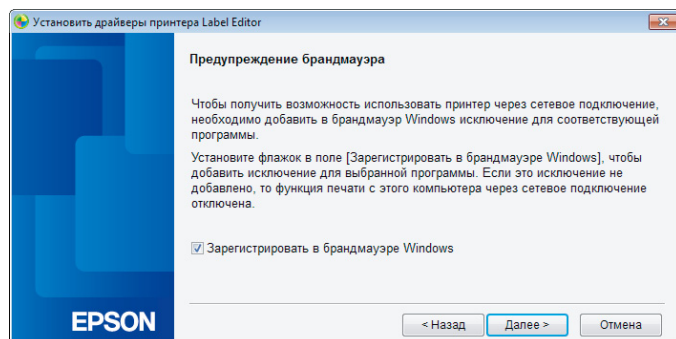 Установить драйверы принтера Label Editor
Предупреждение брандмауэра
Чтобы получить возможность использовать принтер через сетевое подключение,
необходимо добавить в брандмауэр Windows исключение для соответствующей
программы.
Установите флажок в поле [Зарегистрировать в брандмауэре Windows], чтобы
добавить исключение для выбранной программы. Если это исключение не
добавлено, то функция печати с этого компьютера через сетевое подключение
отключена.
Зарегистрировать в брандмауэре Windows
EPSON
< Назад
Далее >
Отмена